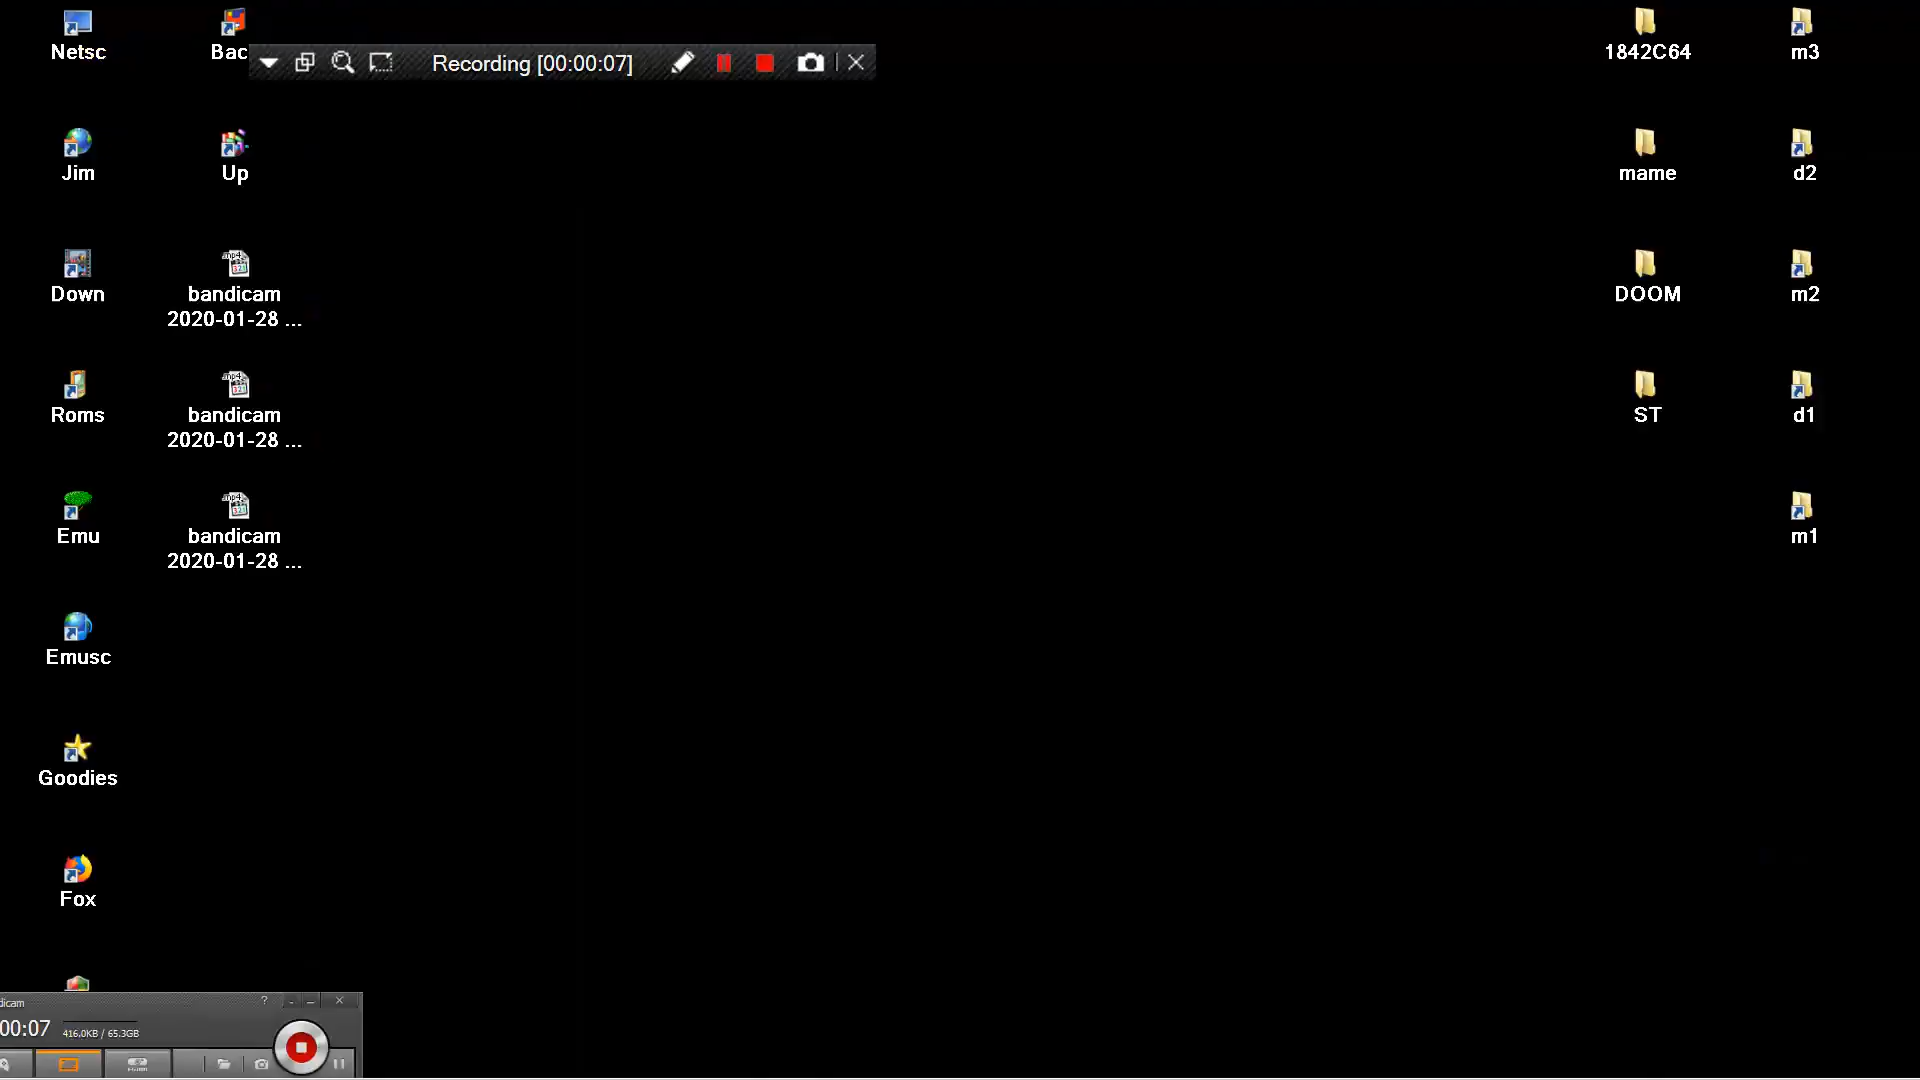 Netsc
Bac
Recording [00:00:07]
1842C64
m3
Jim
Up
mame
d2
Down
bandicam
2020-01-28 ...
DOOM
m2
Roms
bandicam
2020-01-28 ...
ST
d1
Emu
bandicam
2020-01-28 ...
m1
Emusc
Goodies
Fox
dicam
00:07
416.0KB / 65.3GB